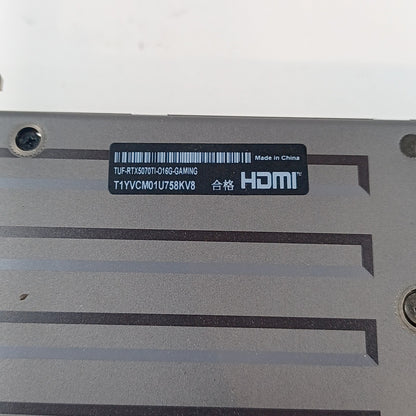 Made in China
TUF-RTX5070TI-O16G-GAMING
T1YVCM01U758KV8 合格 HDMI